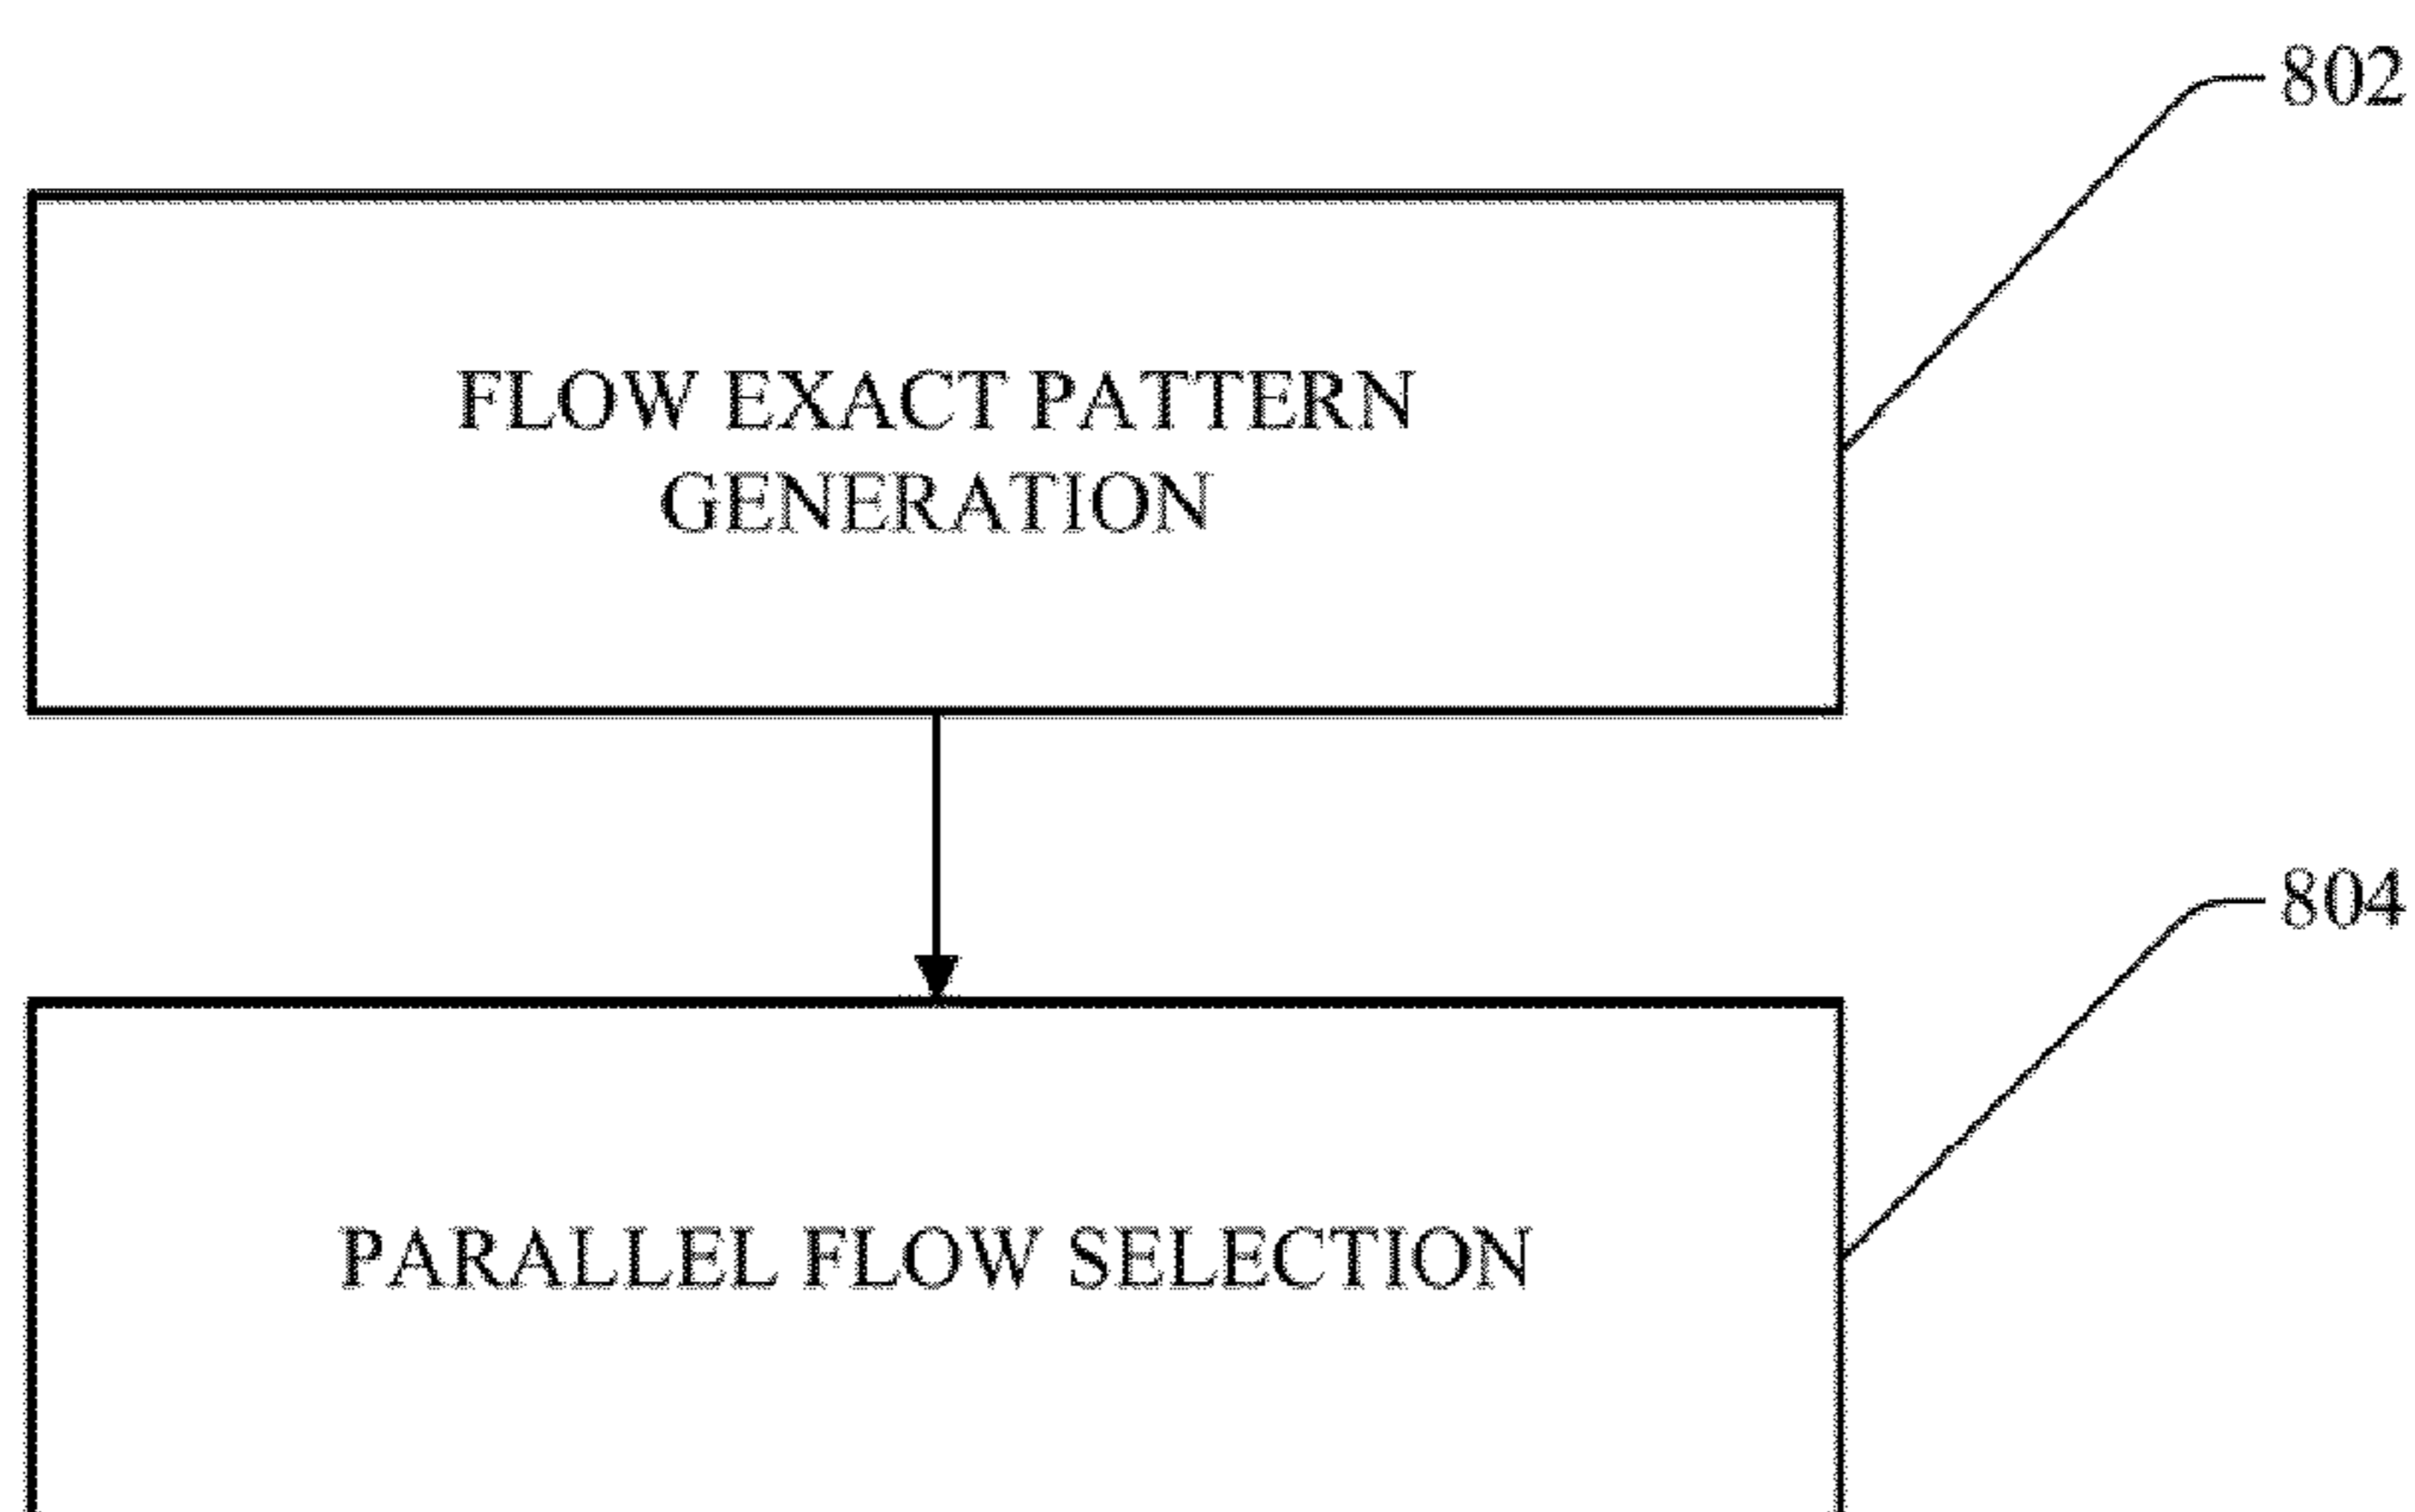 802
FLOW EXACT PATTERN
GENERATION
804
PARALLEL FLOW SELECTION